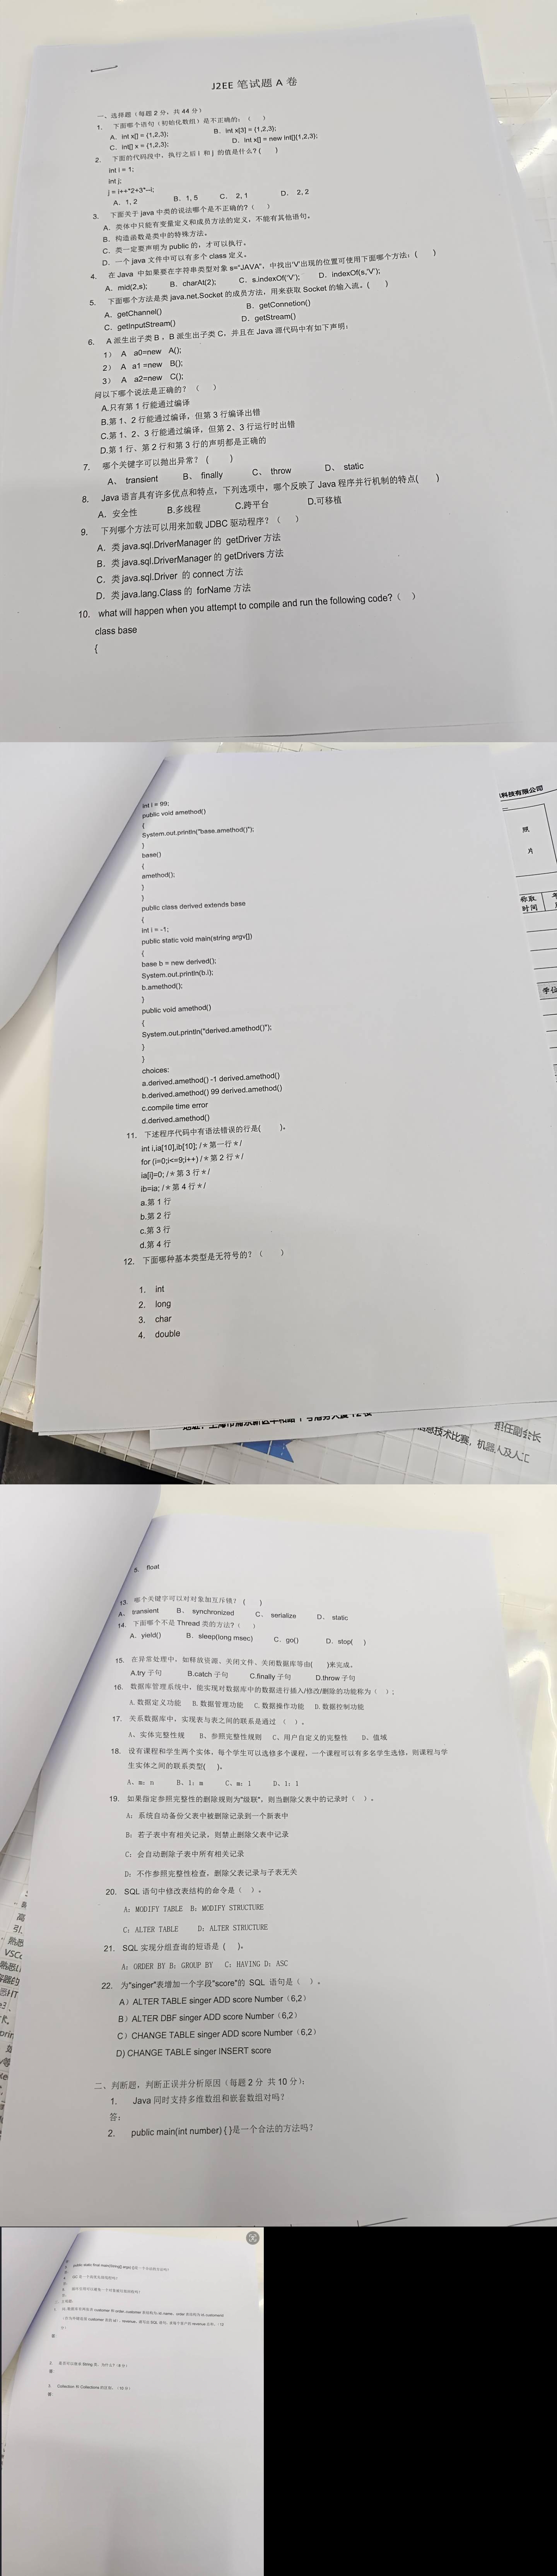 J2EE 笔试题 A 卷
一、选择题（每题 2 分，共 44 分）
1. 下面哪个语句（初始化数组）是不正确的：（ ）
A．int x[] = {1,2,3}; B．int x[3] = {1,2,3};
C．int[] x = {1,2,3}; D．int x[] = new int[]{1,2,3};
2. 下面的代码段中，执行之后 i 和 j 的值是什么?（ ）
int i = 1;
int j;
j = i++*2+3*--i;
A．1, 2 B．1, 5 C．2, 1 D．2, 2
3. 下面关于 java 中类的说法哪个是不正确的?（ ）
A．类体中只能有变量定义和成员方法的定义，不能有其他语句。
B．构造函数是类中的特殊方法。
C．类一定要声明为 public 的，才可以执行。
D．一个 java 文件中可以有多个 class 定义。
4. 在 Java 中如果要在字符串类型对象 s="JAVA"，中找出'V'出现的位置可使用下面哪个方法：( )
A．mid(2,s); B．charAt(2); C．s.indexOf('V'); D．indexOf(s,'V');
5. 下面哪个方法是类 java.net.Socket 的成员方法，用来获取 Socket 的输入流。( )
A．getChannel() B．getConnetion()
C．getInputStream() D．getStream()
6. A 派生出子类 B，B 派生出子类 C，并且在 Java 源代码中有如下声明：
1） A a0=new A();
2） A a1 =new B();
3） A a2=new C();
问以下哪个说法是正确的？（ ）
A.只有第 1 行能通过编译
B.第 1、2 行能通过编译，但第 3 行编译出错
C.第 1、2、3 行能通过编译，但第 2、3 行运行时出错
D.第 1 行、第 2 行和第 3 行的声明都是正确的
7. 哪个关键字可以抛出异常？ ( )
A、 transient B、 finally C、 throw D、 static
8. Java 语言具有许多优点和特点，下列选项中，哪个反映了 Java 程序并行机制的特点( )
A．安全性 B.多线程 C.跨平台 D.可移植
9. 下列哪个方法可以用来加载 JDBC 驱动程序？（ ）
A．类 java.sql.DriverManager 的 getDriver 方法
B．类 java.sql.DriverManager 的 getDrivers 方法
C．类 java.sql.Driver 的 connect 方法
D．类 java.lang.Class 的 forName 方法
10. what will happen when you attempt to compile and run the following code?（ ）
class base
{
int i = 99;
public void amethod()
{
System.out.println("base.amethod()");
}
base()
{
amethod();
}
}
public class derived extends base
{
int i = -1;
public static void main(string argv[])
{
base b = new derived();
System.out.println(b.i);
b.amethod();
}
public void amethod()
{
System.out.println("derived.amethod()");
}
}
choices:
a.derived.amethod() -1 derived.amethod()
b.derived.amethod() 99 derived.amethod()
c.compile time error
d.derived.amethod()
11. 下述程序代码中有语法错误的行是( )。
int i,ia[10],ib[10]; /＊第一行＊/
for (i=0;i<=9;i++) /＊第 2 行＊/
ia[i]=0; /＊第 3 行＊/
ib=ia; /＊第 4 行＊/
a.第 1 行
b.第 2 行
c.第 3 行
d.第 4 行
12. 下面哪种基本类型是无符号的？（ ）
1. int
2. long
3. char
4. double
科技有限公司
照
片
称取
时间
学位
担任副会长
信息技术比赛，机器人及人工
5. float
13. 哪个关键字可以对对象加互斥锁？ ( )
A． transient B． synchronized C． serialize D． static
14. 下面哪个不是 Thread 类的方法?（ ）
A．yield() B．sleep(long msec) C．go() D．stop( )
15. 在异常处理中，如释放资源、关闭文件、关闭数据库等由( )来完成。
A.try 子句 B.catch 子句 C.finally 子句 D.throw 子句
16. 数据库管理系统中，能实现对数据库中的数据进行插入/修改/删除的功能称为（ ）；
A. 数据定义功能 B. 数据管理功能 C. 数据操作功能 D. 数据控制功能
17. 关系数据库中，实现表与表之间的联系是通过 （ ）。
A、实体完整性规 B、参照完整性规则 C、用户自定义的完整性 D、值域
18. 设有课程和学生两个实体，每个学生可以选修多个课程，一个课程可以有多名学生选修，则课程与学
生实体之间的联系类型( )。
A、m：n B、1：m C、m：1 D、1：1
19. 如果指定参照完整性的删除规则为"级联"，则当删除父表中的记录时（ ）。
A：系统自动备份父表中被删除记录到一个新表中
B：若子表中有相关记录，则禁止删除父表中记录
C：会自动删除子表中所有相关记录
D：不作参照完整性检查，删除父表记录与子表无关
20. SQL 语句中修改表结构的命令是（ ）。
A：MODIFY TABLE B：MODIFY STRUCTURE
C：ALTER TABLE D：ALTER STRUCTURE
21. SQL 实现分组查询的短语是 ( )。
A：ORDER BY B：GROUP BY C：HAVING D：ASC
22. 为"singer"表增加一个字段"score"的 SQL 语句是（ ）。
A）ALTER TABLE singer ADD score Number（6,2）
B）ALTER DBF singer ADD score Number（6,2）
C）CHANGE TABLE singer ADD score Number（6,2）
D) CHANGE TABLE singer INSERT score
二、判断题，判断正误并分析原因（每题 2 分 共 10 分）：
1. Java 同时支持多维数组和嵌套数组对吗？
答：
2. public main(int number) { }是一个合法的方法吗？
2. 是否可以继承 String 类，为什么？（8 分）
答：
3. Collection 和 Collections 的区别。（10 分）
答：